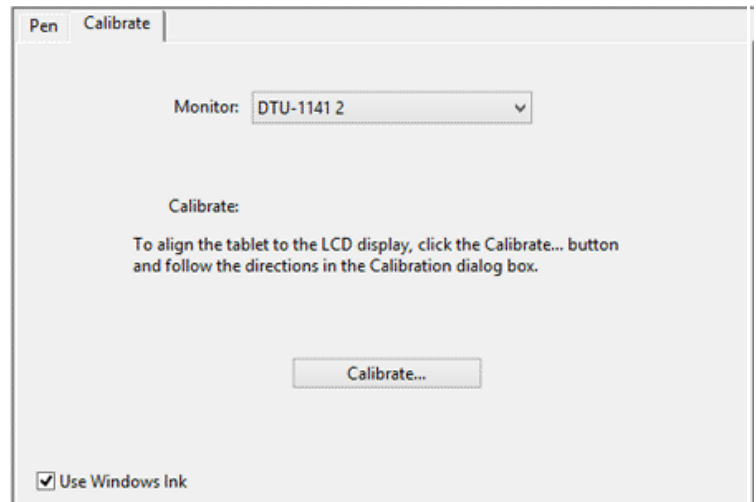 Pen Calibrate
Monitor: DTU-1141 2
Calibrate:
To align the tablet to the LCD display, click the Calibrate... button
and follow the directions in the Calibration dialog box.
Calibrate...
Use Windows Ink